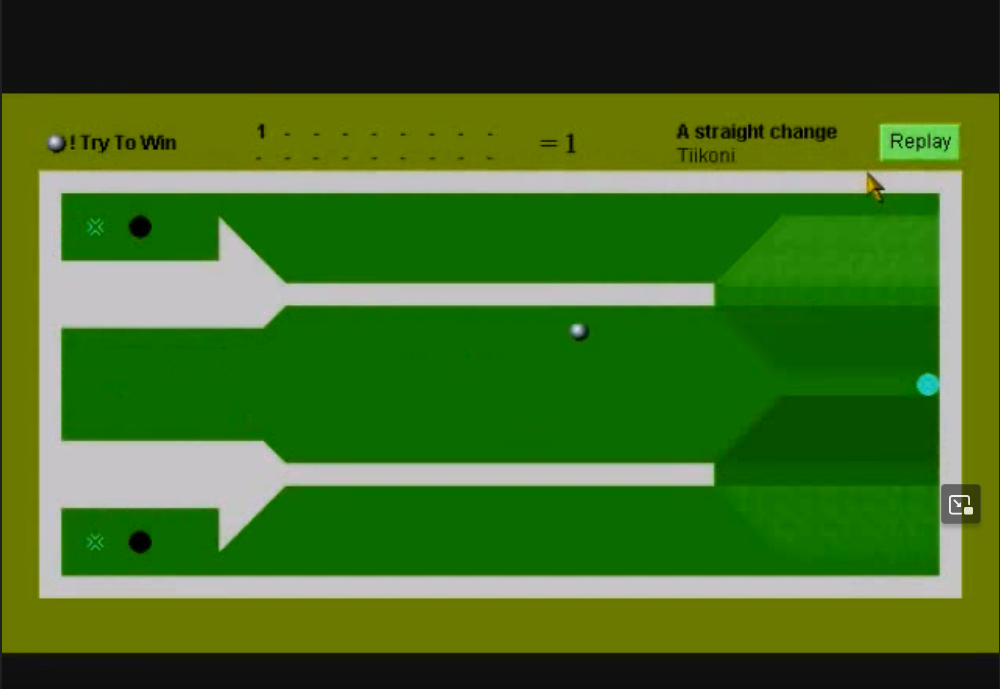 ! Try To Win
1 - - - - - - - -
- - - - - - - - -
= 1
A straight change
Tiikoni
Replay